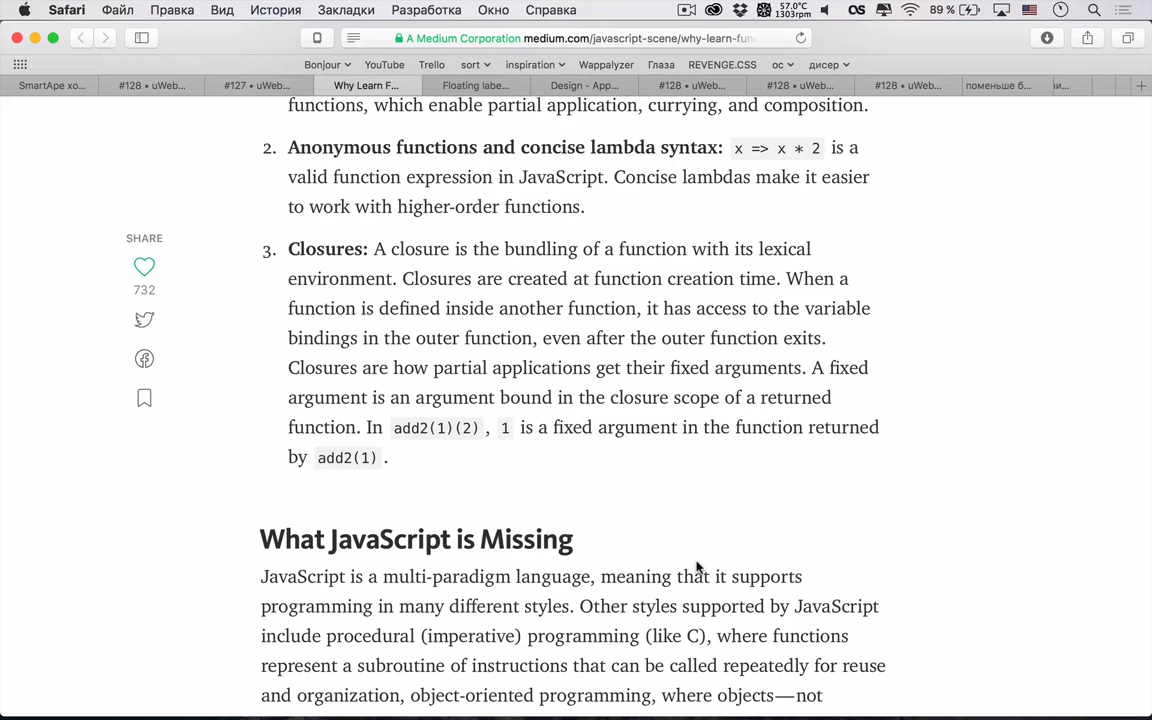 Safari Файл Правка Вид История Закладки Разработка Окно Справка 57.0°C 1303rpm 89 %
A Medium Corporation medium.com/javascript-scene/why-learn-fun
Bonjour YouTube Trello sort inspiration Wappalyzer Глаза REVENGE.CSS ос дисер
SmartApe хо... #128 • uWeb... #127 • uWeb... Why Learn F... Floating labe... Design - App... #128 • uWeb... #128 • uWeb... #128 • uWeb... поменьше б... и...
functions, which enable partial application, currying, and composition.
2. Anonymous functions and concise lambda syntax: x => x * 2 is a
valid function expression in JavaScript. Concise lambdas make it easier
to work with higher-order functions.
3. Closures: A closure is the bundling of a function with its lexical
environment. Closures are created at function creation time. When a
function is defined inside another function, it has access to the variable
bindings in the outer function, even after the outer function exits.
Closures are how partial applications get their fixed arguments. A fixed
argument is an argument bound in the closure scope of a returned
function. In add2(1)(2), 1 is a fixed argument in the function returned
by add2(1).
SHARE
732
What JavaScript is Missing
JavaScript is a multi-paradigm language, meaning that it supports
programming in many different styles. Other styles supported by JavaScript
include procedural (imperative) programming (like C), where functions
represent a subroutine of instructions that can be called repeatedly for reuse
and organization, object-oriented programming, where objects—not